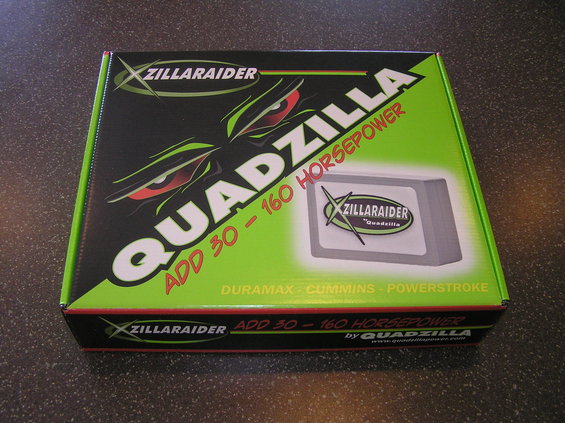 XZILLARAIDER
QUADZILLA
ADD 30 - 160 HORSEPOWER
XZILLARAIDER
by Quadzilla
DURAMAX - CUMMINS - POWERSTROKE
XZILLARAIDER ADD 30 - 160 HORSEPOWER
by QUADZILLA
www.quadzillapower.com